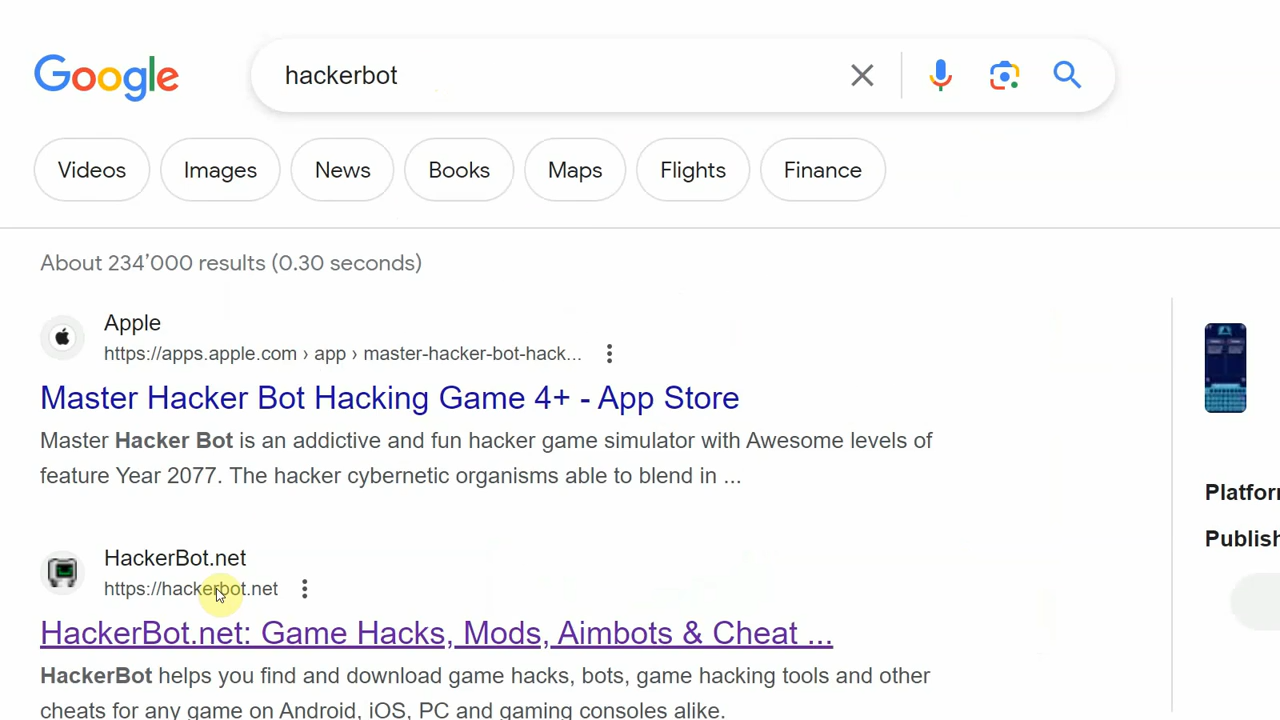 Google
hackerbot
Videos
Images
News
Books
Maps
Flights
Finance
About 234’000 results (0.30 seconds)
Apple
https://apps.apple.com › app › master-hacker-bot-hack...
Master Hacker Bot Hacking Game 4+ - App Store
Master Hacker Bot is an addictive and fun hacker game simulator with Awesome levels of
feature Year 2077. The hacker cybernetic organisms able to blend in ...
HackerBot.net
https://hackerbot.net
HackerBot.net: Game Hacks, Mods, Aimbots & Cheat ...
HackerBot helps you find and download game hacks, bots, game hacking tools and other
cheats for any game on Android, iOS, PC and gaming consoles alike.
Platfor
Publish